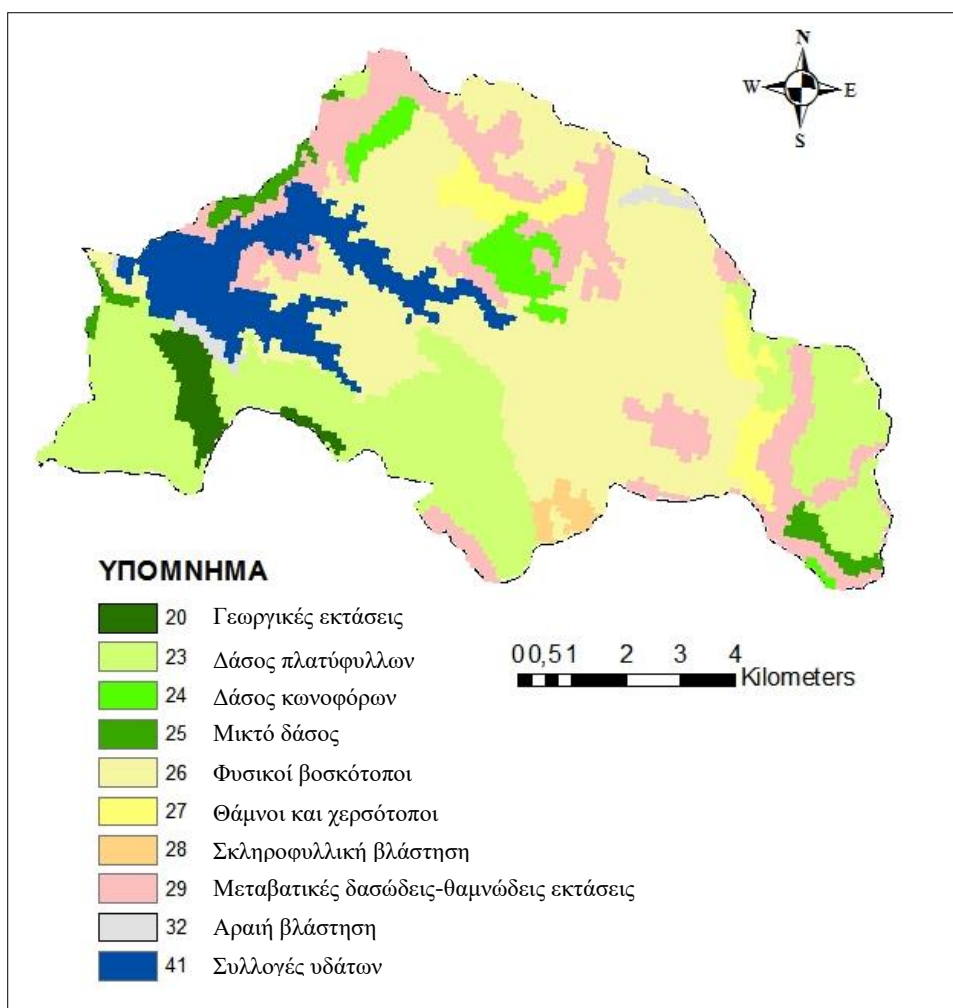 N
W E
S
ΥΠΟΜΝΗΜΑ
20 Γεωργικές εκτάσεις
23 Δάσος πλατύφυλλων
24 Δάσος κωνοφόρων
25 Μικτό δάσος
26 Φυσικοί βοσκότοποι
27 Θάμνοι και χερσότοποι
28 Σκληροφυλλική βλάστηση
29 Μεταβατικές δασώδεις-θαμνώδεις εκτάσεις
32 Αραιή βλάστηση
41 Συλλογές υδάτων
0 0,5 1 2 3 4
Kilometers